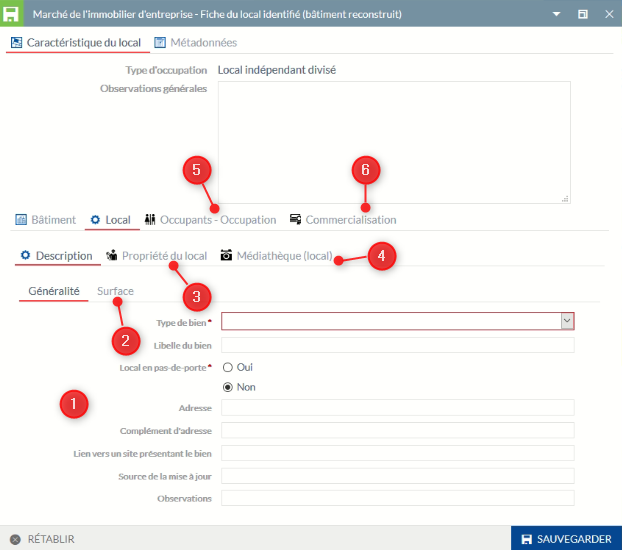 Marché de l'immobilier d'entreprise - Fiche du local identifié (bâtiment reconstruit)
Caractéristique du local Métadonnées
Type d'occupation Local indépendant divisé
Observations générales
5 6
Bâtiment Local Occupants - Occupation Commercialisation
Description Propriété du local Médiathèque (local) 4
Généralité Surface 3
Type de bien *
2
Libelle du bien
Local en pas-de-porte * Oui
Non
1
Adresse
Complément d'adresse
Lien vers un site présentant le bien
Source de la mise à jour
Observations
RÉTABLIR SAUVEGARDER